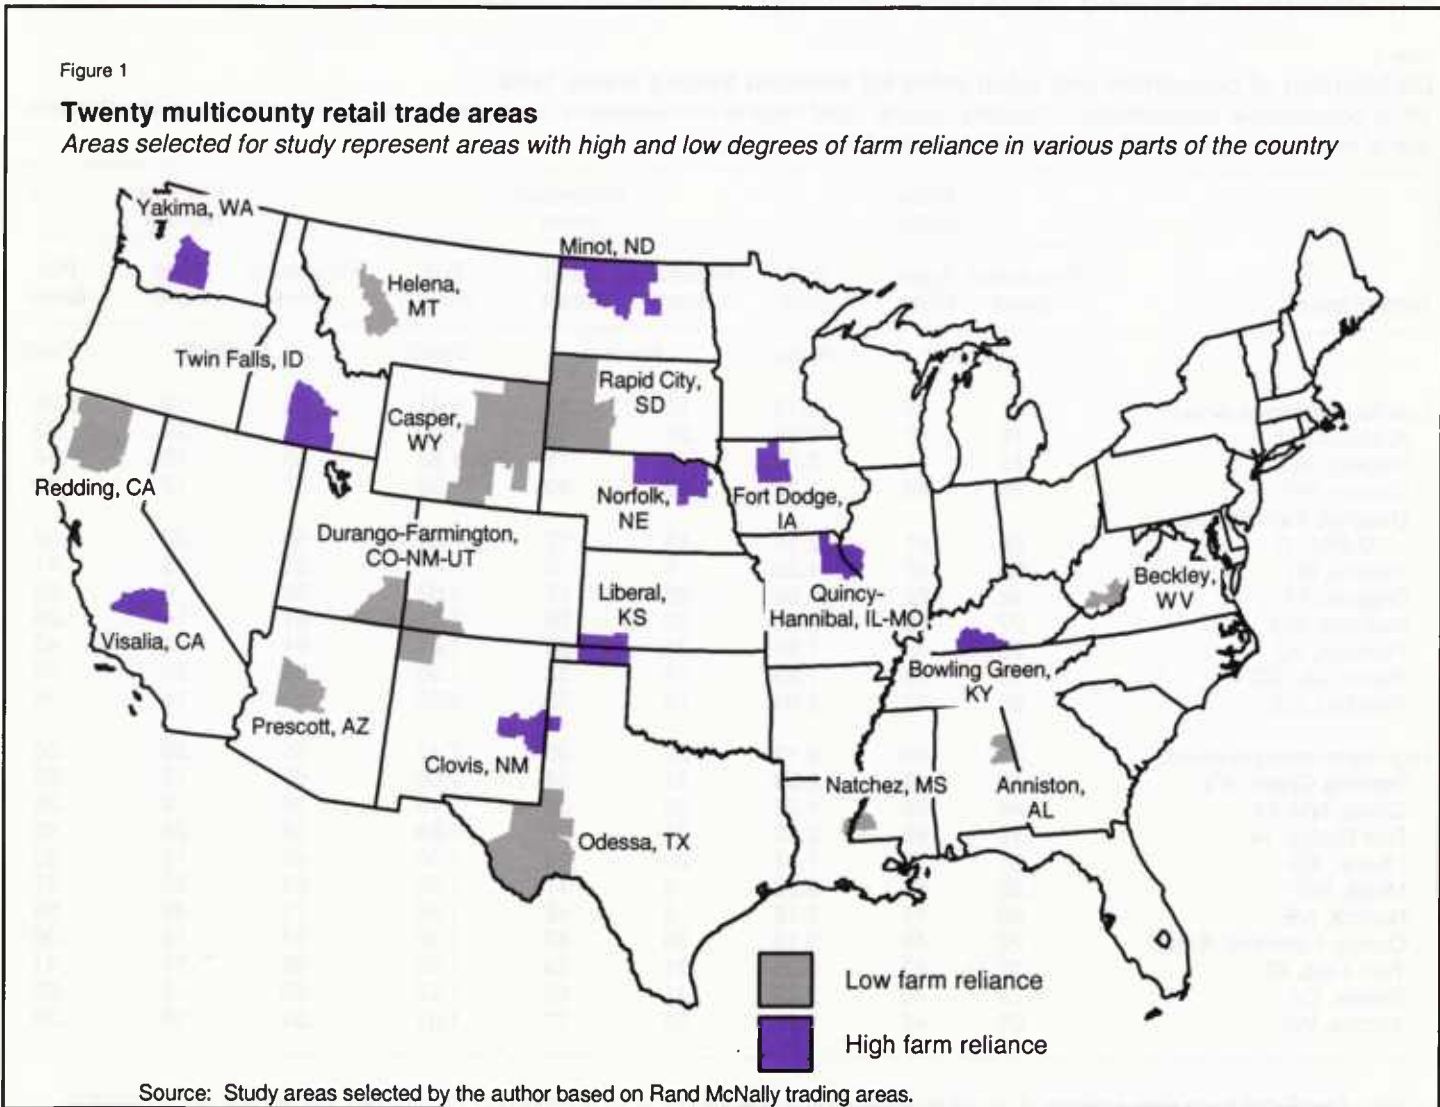 Figure 1
Twenty multicounty retail trade areas
Areas selected for study represent areas with high and low degrees of farm reliance in various parts of the country
Yakima, WA
Minot, ND
Helena,
MT
Twin Falls, ID
Rapid City,
SD
Casper,
WY
Redding, CA
Norfolk,
NE
Fort Dodge,
IA
Durango-Farmington,
CO-NM-UT
Beckley,
WV
Liberal,
KS
Quincy-
Hannibal, IL-MO
Visalia, CA
Bowling Green,
KY
Prescott, AZ
Clovis, NM
Natchez, MS
Anniston,
AL
Odessa, TX
Low farm reliance
High farm reliance
Source: Study areas selected by the author based on Rand McNally trading areas.